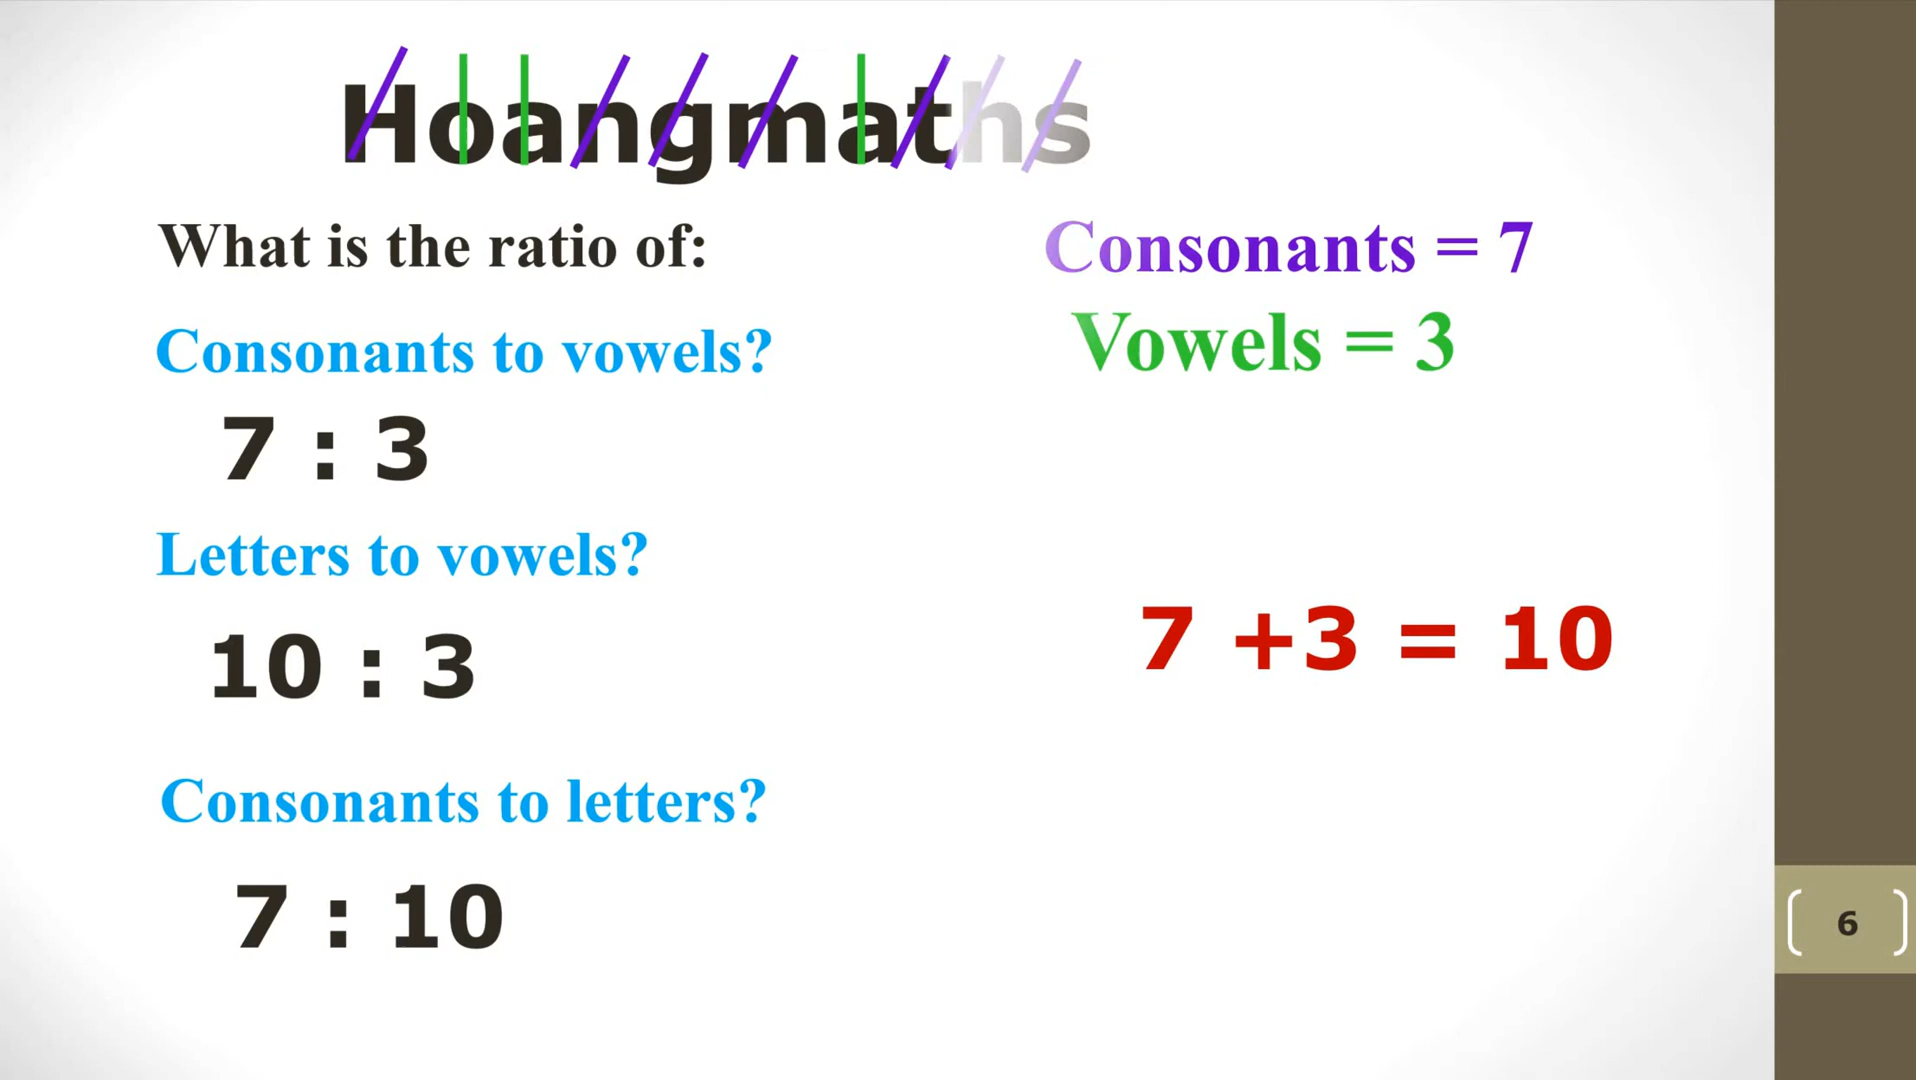 Hoangmaths
What is the ratio of:
Consonants = 7
Consonants to vowels?
Vowels = 3
7 : 3
Letters to vowels?
10 : 3
7 +3 = 10
Consonants to letters?
7 : 10
6